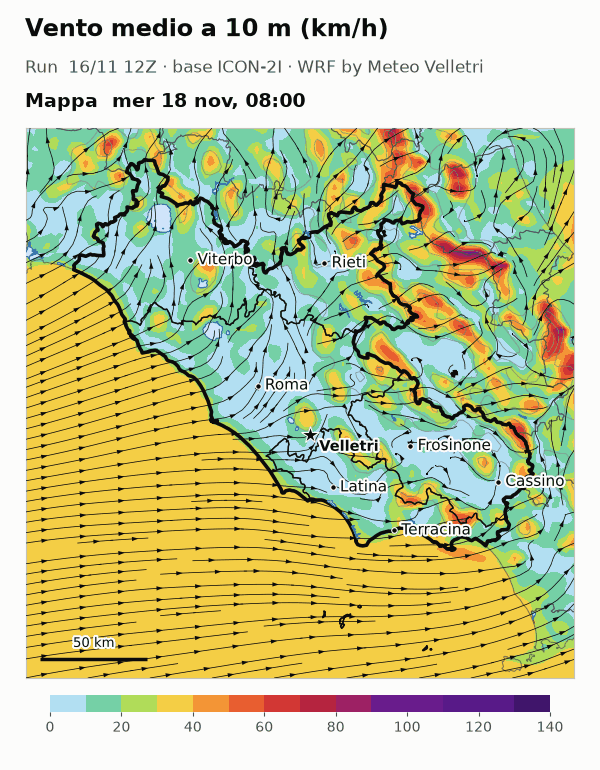 Vento medio a 10 m (km/h)
Run 16/11 12Z · base ICON-2I · WRF by Meteo Velletri
Mappa mer 18 nov, 08:00
Viterbo
Rieti
Roma
Velletri
Frosinone
Cassino
Latina
Terracina
50 km
0 20 40 60 80 100 120 140